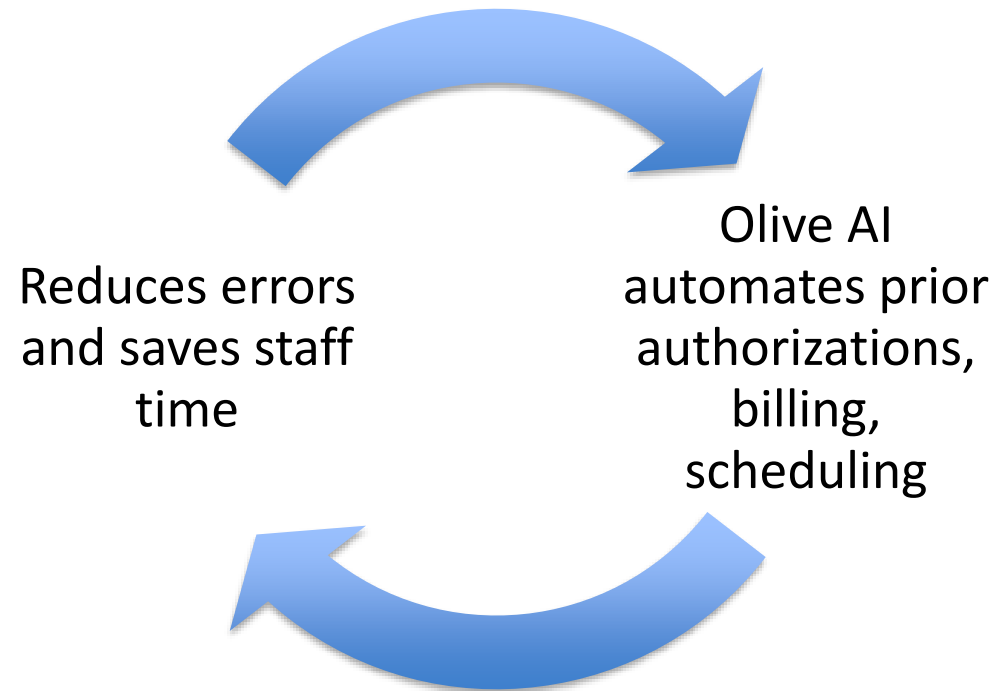 Reduces errors
and saves staff
time
Olive AI
automates prior
authorizations,
billing,
scheduling